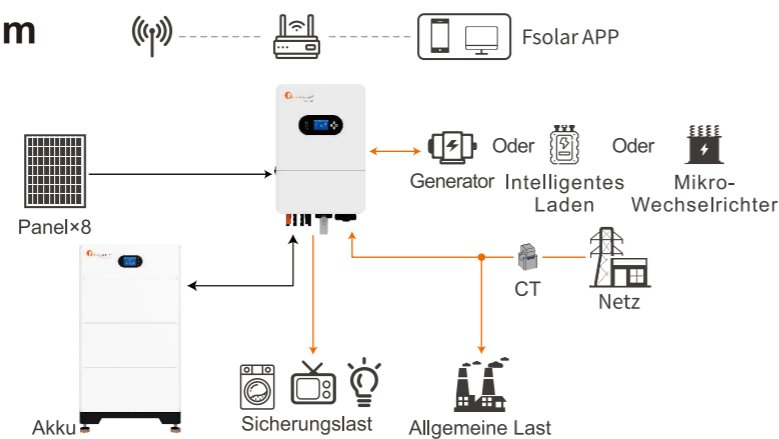 m
Fsolar APP
Generator
Oder
Intelligentes
Laden
Oder
Mikro-
Wechselrichter
Panel×8
CT
Netz
Akku
Sicherungslast
Allgemeine Last